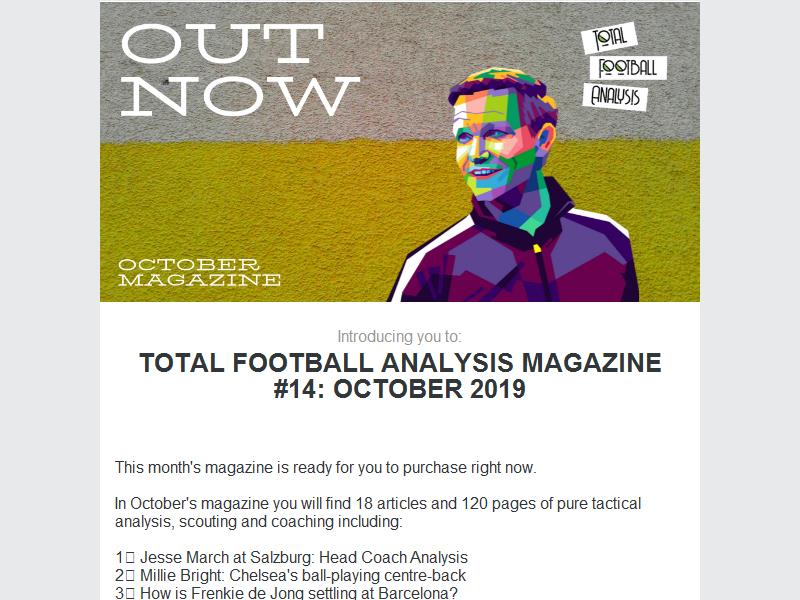 OUT
NOW
TOTAL
FOOTBALL
ANALYSIS
OCTOBER
MAGAZINE
Introducing you to:
TOTAL FOOTBALL ANALYSIS MAGAZINE
#14: OCTOBER 2019
This month's magazine is ready for you to purchase right now.
In October's magazine you will find 18 articles and 120 pages of pure tactical
analysis, scouting and coaching including:
1⃣ Jesse March at Salzburg: Head Coach Analysis
2⃣ Millie Bright: Chelsea's ball-playing centre-back
3⃣ How is Frenkie de Jong settling at Barcelona?